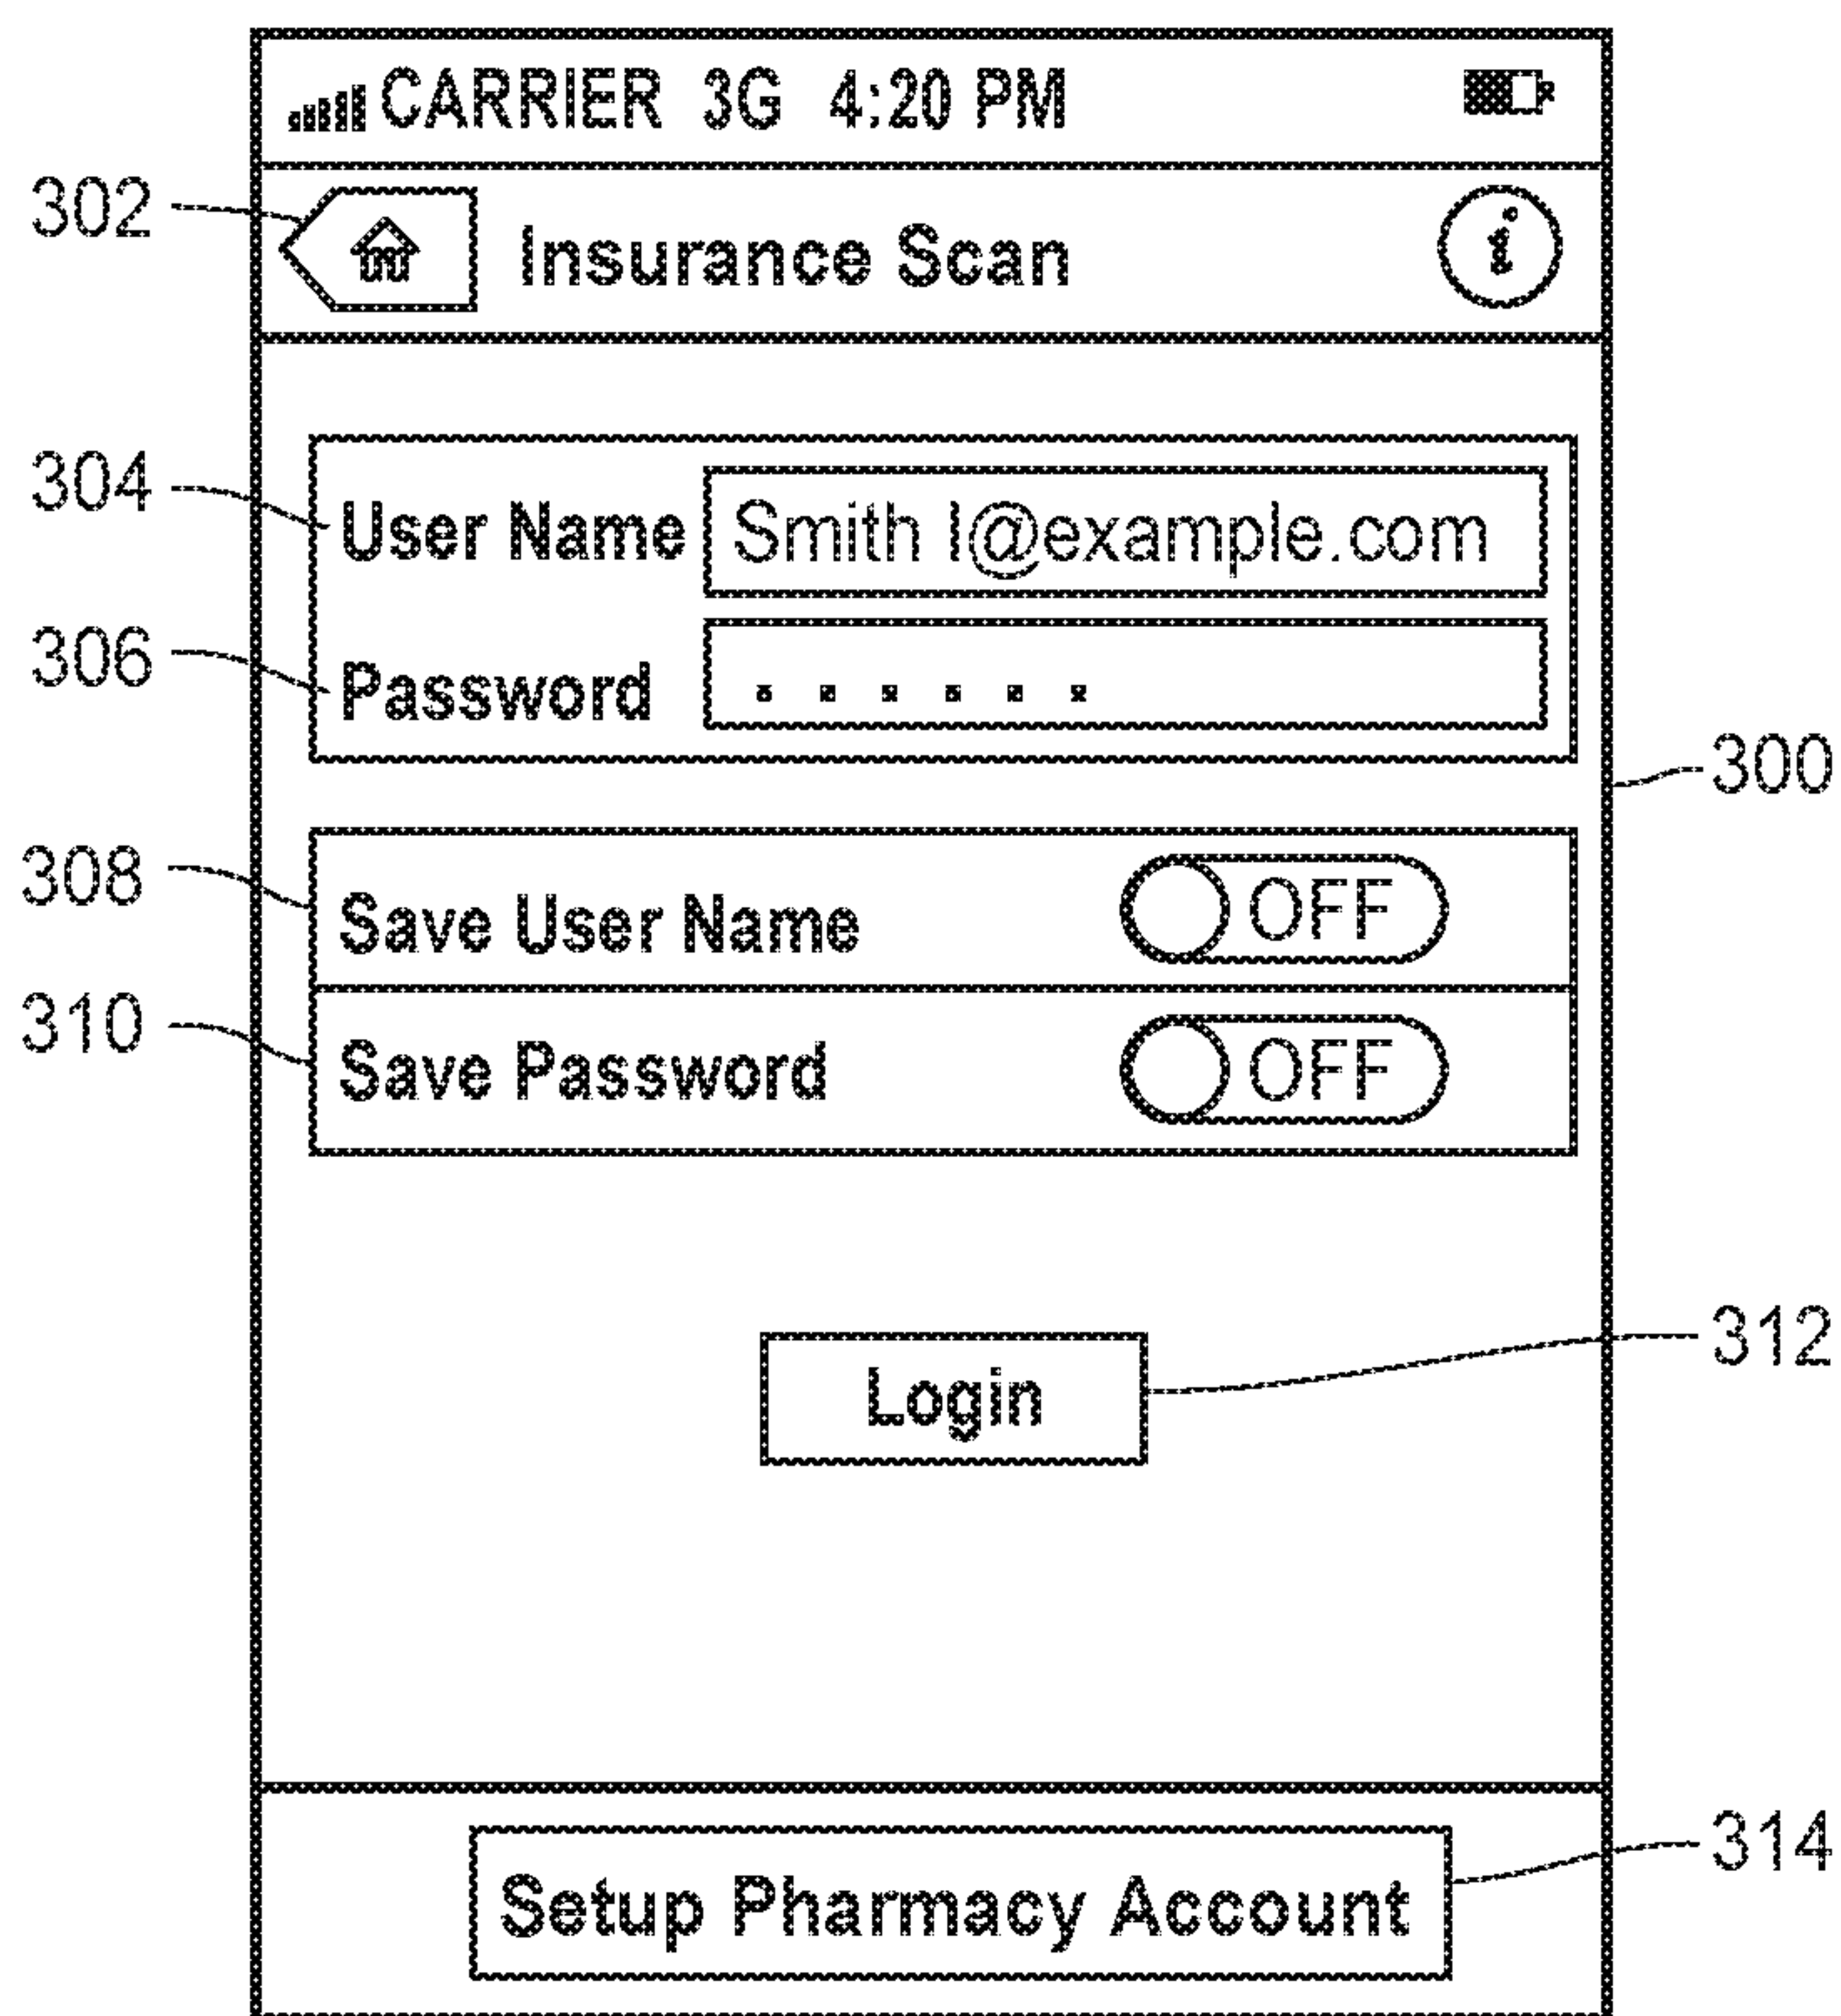 CARRIER 3G 4:20 PM
302
Insurance Scan
i
304
User Name Smith l@example.com
306
Password ......
300
308
Save User Name OFF
310
Save Password OFF
312
Login
314
Setup Pharmacy Account